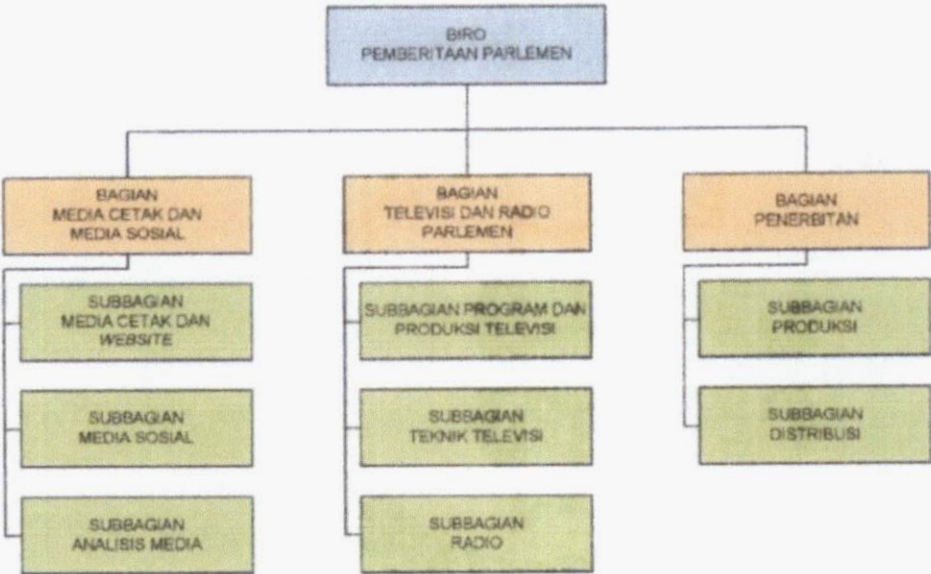 BIRO
PEMBERITAAN PARLEMEN
BAGIAN
MEDIA CETAK DAN
MEDIA SOSIAL
SUBBAGIAN
MEDIA CETAK DAN
WEBSITE
SUBBAGIAN
MEDIA SOSIAL
SUBBAGIAN
ANALISIS MEDIA
BAGIAN
TELEVISI DAN RADIO
PARLEMEN
SUBBAGIAN PROGRAM DAN
PRODUKSI TELEVISI
SUBBAGIAN
TEKNIK TELEVISI
SUBBAGIAN
RADIO
BAGIAN
PENERBITAN
SUBBAGIAN
PRODUKSI
SUBBAGIAN
DISTRIBUSI